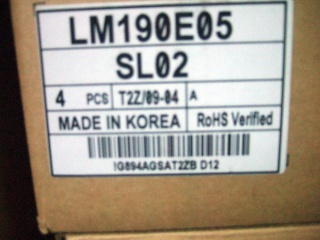 LM190E05
SL02
4 PCS T2Z/09-04 A
MADE IN KOREA RoHS Verified
IG894AGSAT2ZB D12